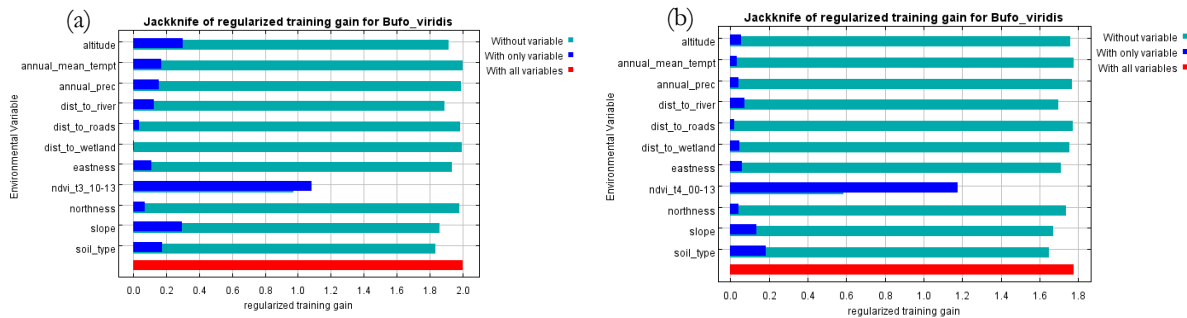 (a)
Jackknife of regularized training gain for Bufo_viridis
Without variable
With only variable
With all variables
Environmental Variable
altitude
annual_mean_tempt
annual_prec
dist_to_river
dist_to_roads
dist_to_wetland
eastness
ndvi_t3_10-13
northness
slope
soil_type
0.0 0.2 0.4 0.6 0.8 1.0 1.2 1.4 1.6 1.8 2.0
regularized training gain
(b)
Jackknife of regularized training gain for Bufo_viridis
Without variable
With only variable
With all variables
Environmental Variable
altitude
annual_mean_tempt
annual_prec
dist_to_river
dist_to_roads
dist_to_wetland
eastness
ndvi_t4_00-13
northness
slope
soil_type
0.0 0.2 0.4 0.6 0.8 1.0 1.2 1.4 1.6 1.8
regularized training gain